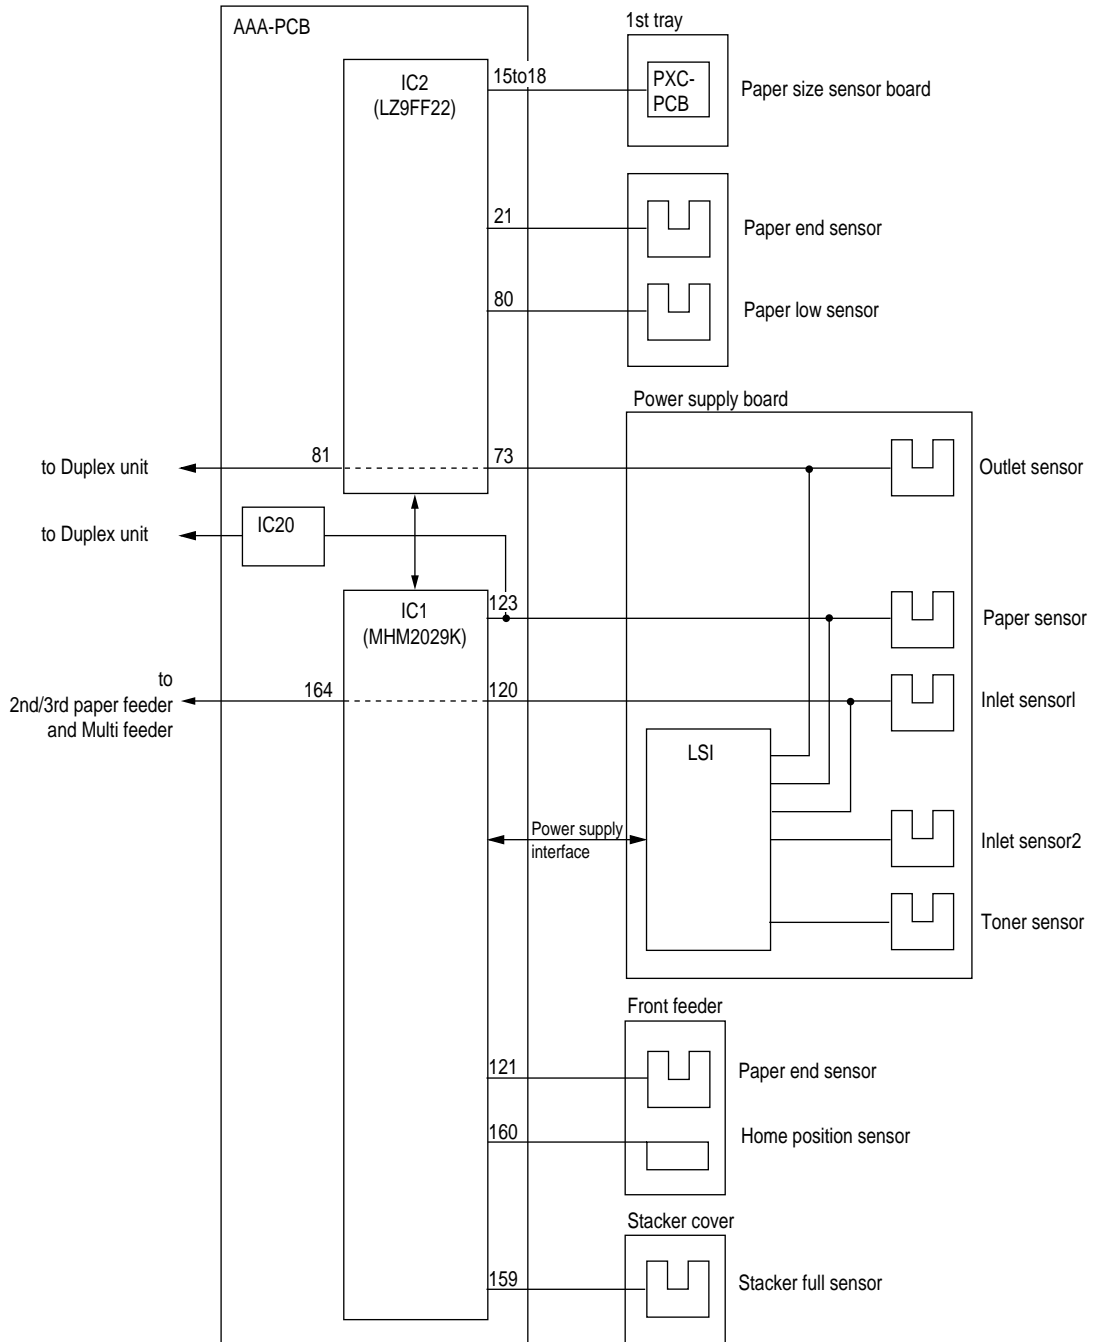 AAA-PCB
1st tray
IC2
(LZ9FF22)
15to18
PXC-
PCB
Paper size sensor board
21
Paper end sensor
80
Paper low sensor
Power supply board
to Duplex unit
81
73
Outlet sensor
to Duplex unit
IC20
IC1
(MHM2029K)
123
Paper sensor
to
2nd/3rd paper feeder
and Multi feeder
164
120
Inlet sensorl
LSI
Power supply
interface
Inlet sensor2
Toner sensor
Front feeder
121
Paper end sensor
160
Home position sensor
Stacker cover
159
Stacker full sensor